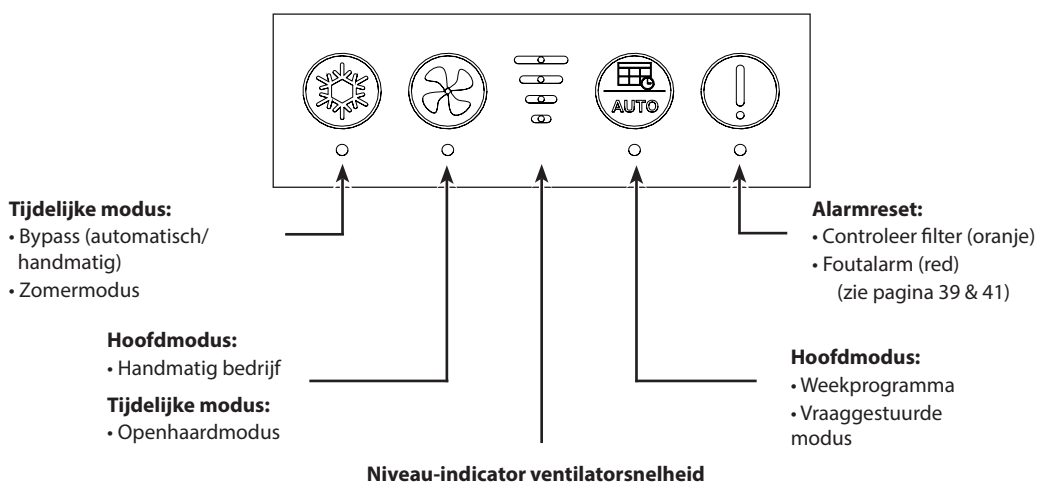 AUTO
Tijdelijke modus:
• Bypass (automatisch/
handmatig)
• Zomermodus
Hoofdmodus:
• Handmatig bedrijf
Tijdelijke modus:
• Openhaardmodus
Niveau-indicator ventilatorsnelheid
Alarmreset:
• Controleer filter (oranje)
• Foutalarm (red)
(zie pagina 39 & 41)
Hoofdmodus:
• Weekprogramma
• Vraaggestuurde
modus